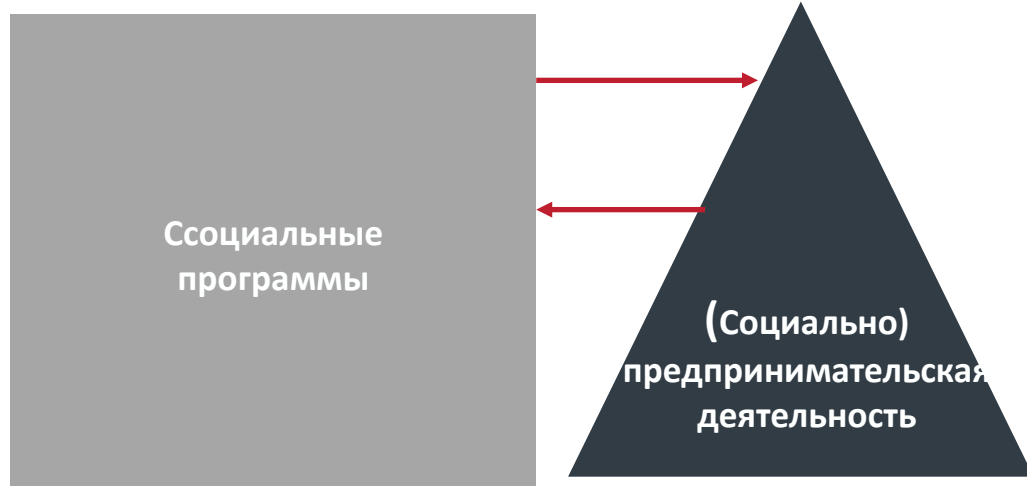 Ссоциальные
программы
(Социально)
предпринимательская
деятельность